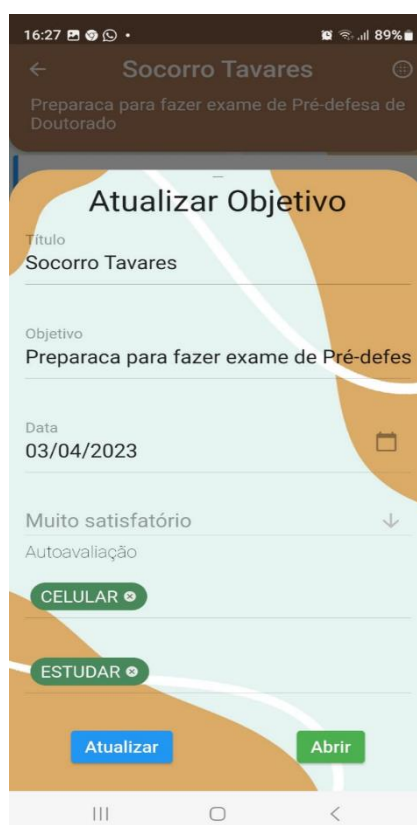 16:27
89%
Socorro Tavares
Preparaca para fazer exame de Pré-defesa de
Doutorado
Atualizar Objetivo
Título
Socorro Tavares
Objetivo
Preparaca para fazer exame de Pré-defes
Data
03/04/2023
Muito satisfatório
Autoavaliação
CELULAR
ESTUDAR
Atualizar
Abrir